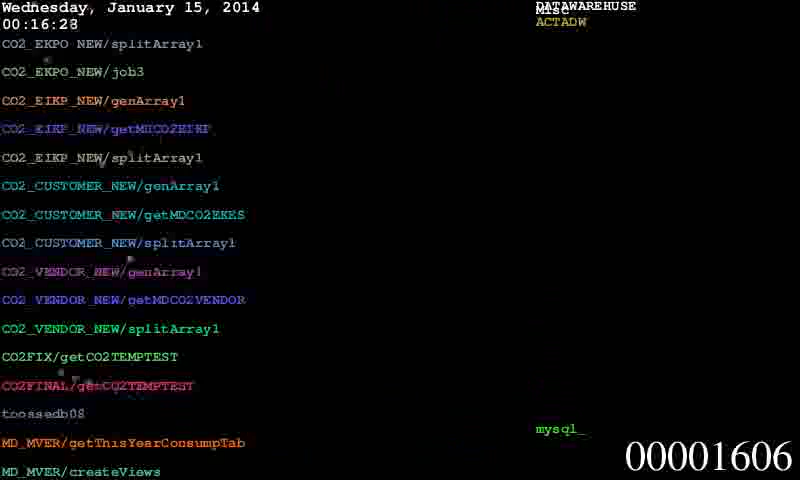 Wednesday, January 15, 2014
00:16:23
CO2_EKPO_NEW/splitArray1
CO2_EKPO_NEW/job3
CO2_EIKP_NEW/genArray1
CO2_EIKP_NEW/getMDCO2EIKP
CO2_EIKP_NEW/splitArray1
CO2_CUSTOMER_NEW/genArray1
CO2_CUSTOMER_NEW/getMDCO2EKES
CO2_CUSTOMER_NEW/splitArray1
CO2_VENDOR_NEW/genArray1
CO2_VENDOR_NEW/getMDCO2VENDOR
CO2_VENDOR_NEW/splitArray1
CO2FIX/getCO2TEMPTEST
CO2FINAL/getCO2TEMPTEST
toossedb08
MD_MVER/getThisYearConsumpTab
MD_MVER/createViews
DATAWAREHUSE
Misc
ACTADW
mysql_
00001606